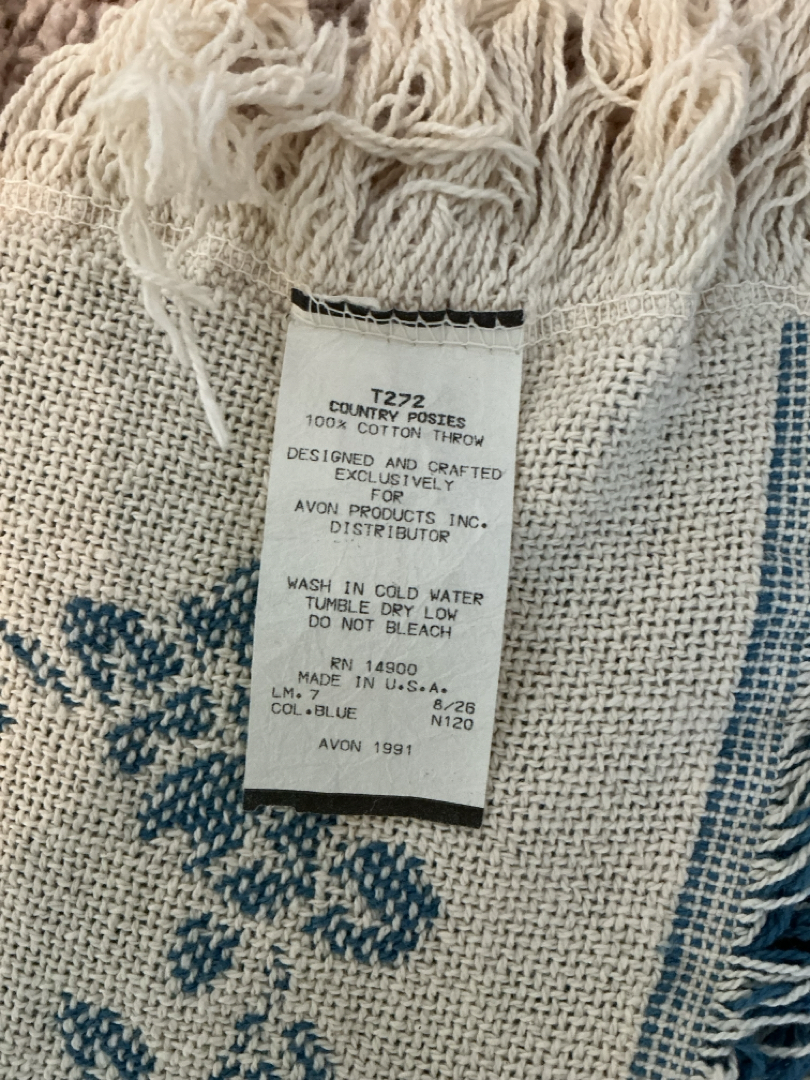 T272
COUNTRY POSIES
100% COTTON THROW
DESIGNED AND CRAFTED
EXCLUSIVELY
FOR
AVON PRODUCTS INC.
DISTRIBUTOR
WASH IN COLD WATER
TUMBLE DRY LOW
DO NOT BLEACH
RN 14900
MADE IN U.S.A.
LM. 7 8/26
COL.BLUE N120
AVON 1991